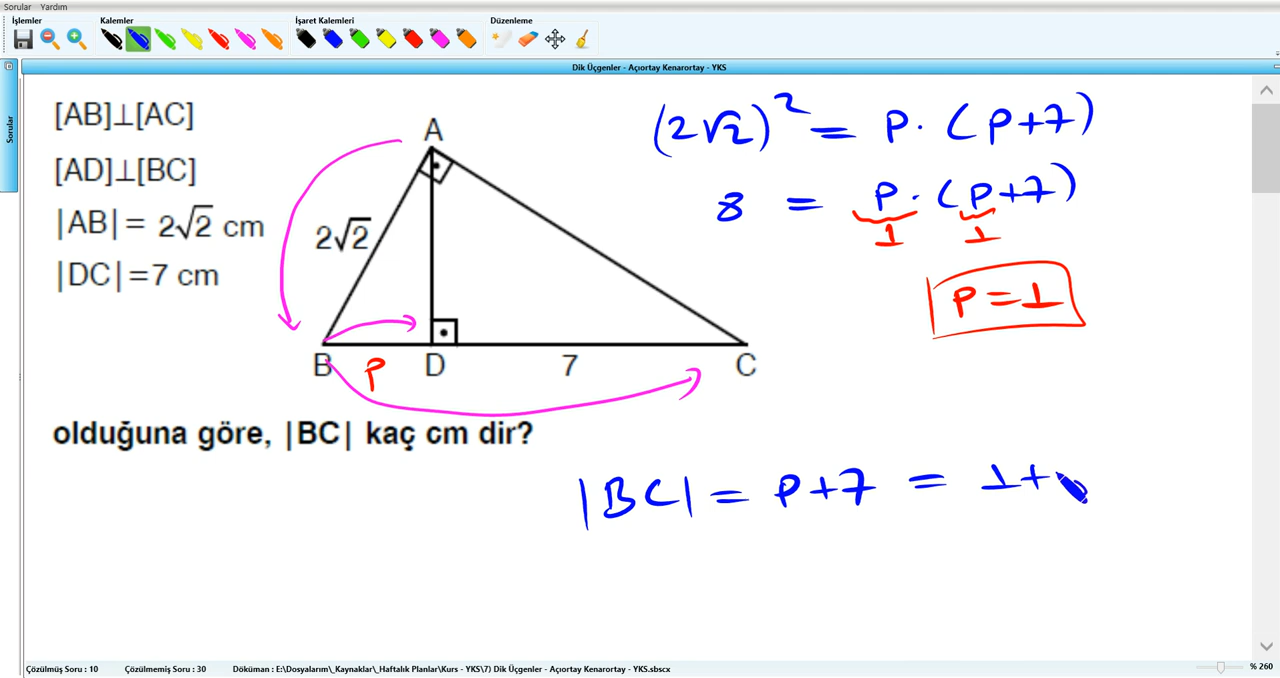 Sorular Yardım
İşlemler Kalemler İşaret Kalemleri Düzenleme
Dik Üçgenler - Açıortay Kenarortay - YKS
Sorular
[AB]⊥[AC]
[AD]⊥[BC]
|AB| = 2√2 cm
|DC| =7 cm
A
2√2
B
P
D
7
C
(2√2)² = P. (P+7)
8 = P. (P+7)
1 1
P=1
olduğuna göre, |BC| kaç cm dir?
|BC| = P+7 = 1+
Çözülmüş Soru : 10 Çözülmemiş Soru : 30 Döküman : E:\Dosyalarım\_Kaynaklar\_Haftalık Planlar\Kurs - YKS\7) Dik Üçgenler - Açıortay Kenarortay - YKS.sbscx % 260